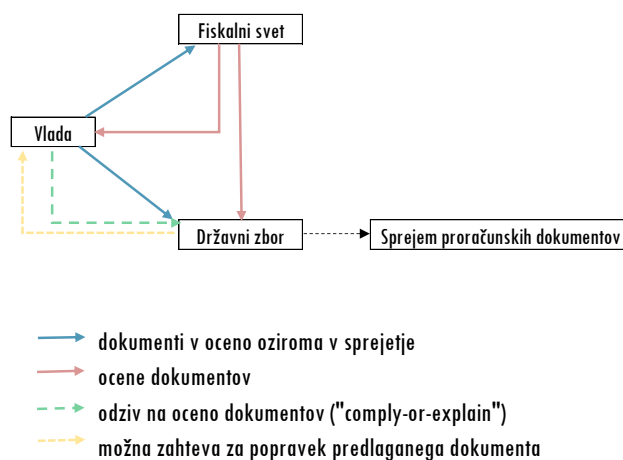 Fiskalni svet
Vlada
Državni zbor
Sprejem proračunskih dokumentov
dokumenti v oceno oziroma v sprejetje
ocene dokumentov
odziv na oceno dokumentov ("comply-or-explain")
možna zahteva za popravek predlaganega dokumenta